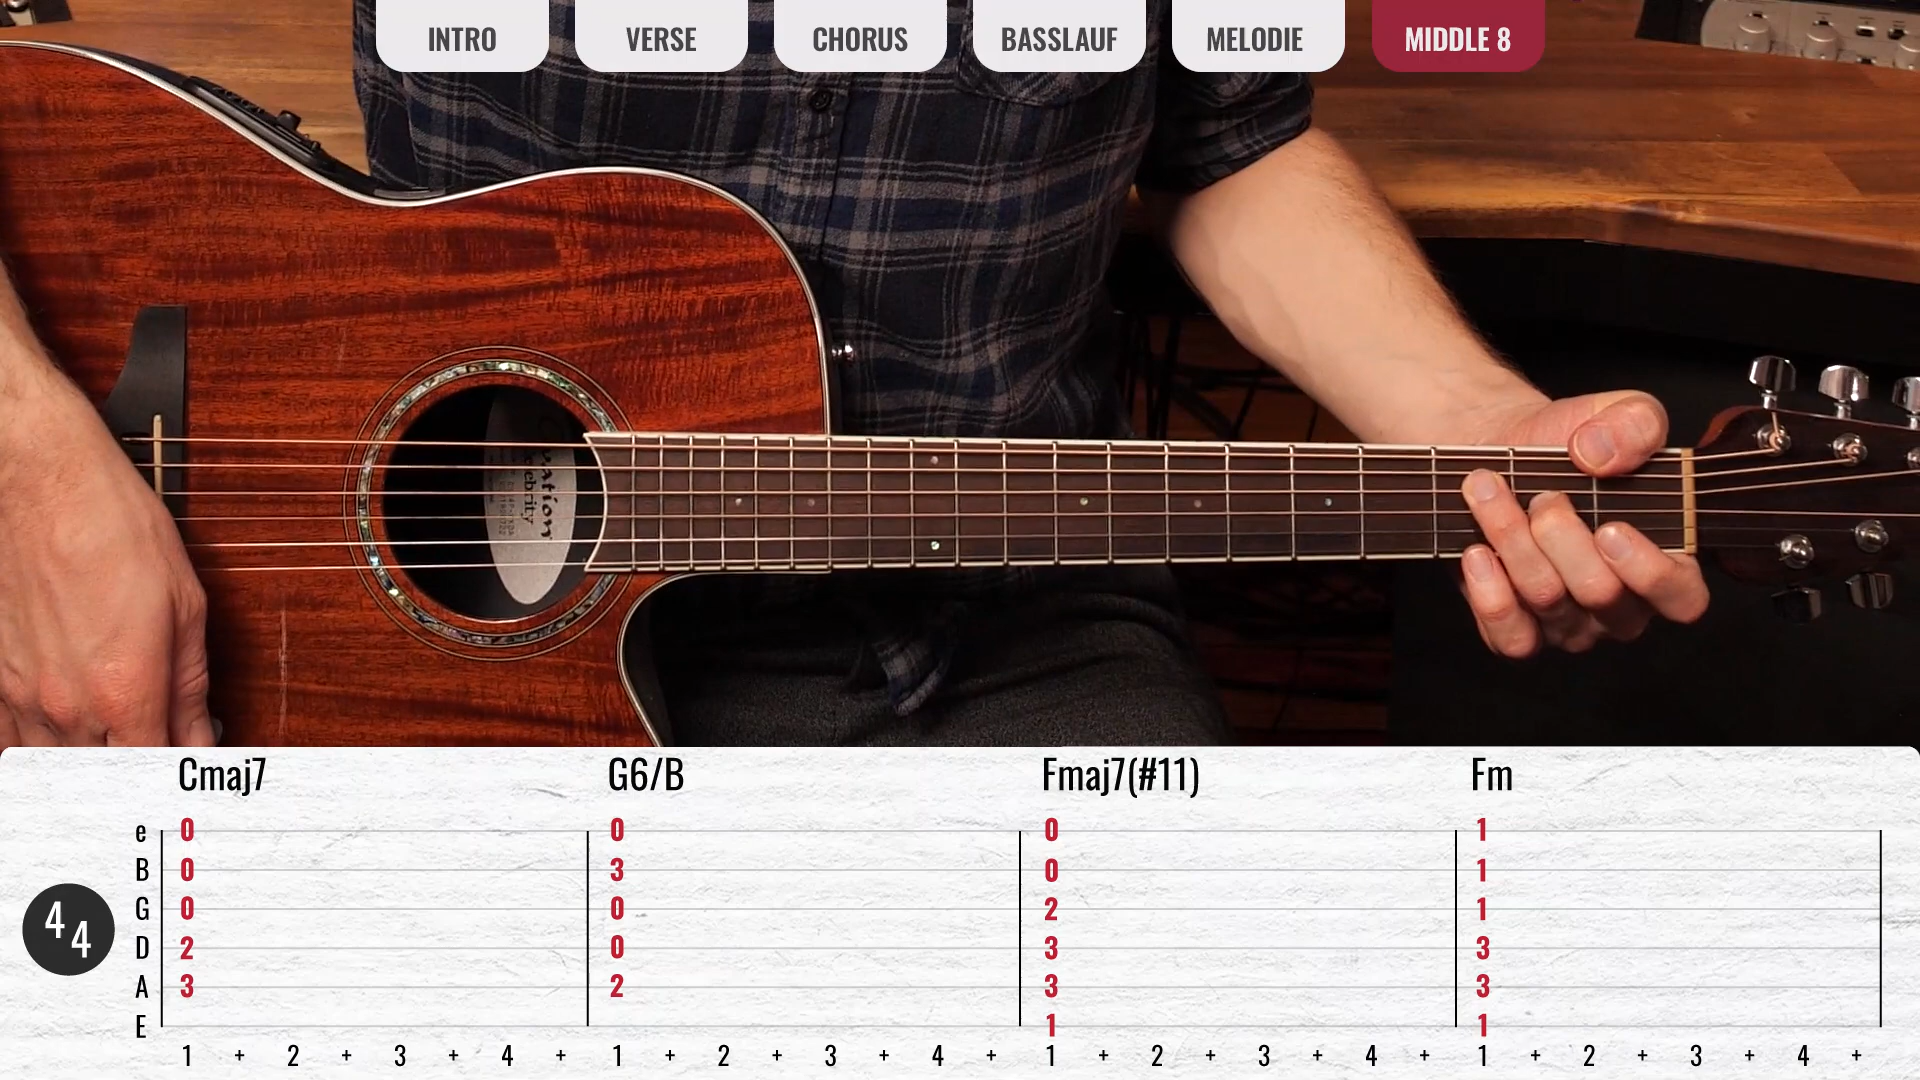 INTRO VERSE CHORUS BASSLAUF MELODIE MIDDLE 8
Cmaj7 G6/B Fmaj7(#11) Fm
e 0 0 0 1
B 0 3 0 1
G 0 0 2 1
4 4
D 2 0 3 3
A 3 2 3 3
E 1 1
1 + 2 + 3 + 4 + 1 + 2 + 3 + 4 + 1 + 2 + 3 + 4 + 1 + 2 + 3 + 4 +